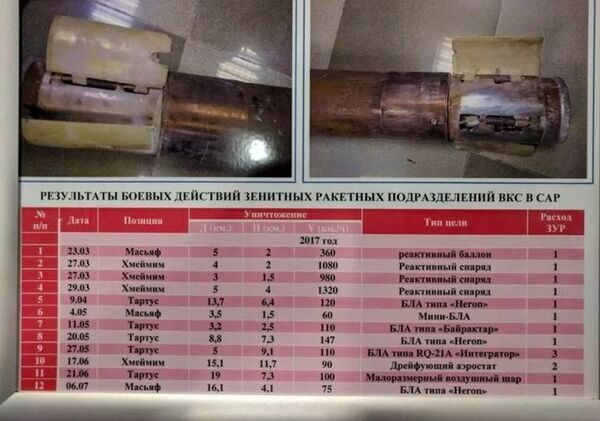 РЕЗУЛЬТАТЫ БОЕВЫХ ДЕЙСТВИЙ ЗЕНИТНЫХ РАКЕТНЫХ ПОДРАЗДЕЛЕНИЙ ВКС В САР
№ п/п Дата Позиция Уничтожение Тип цели Расход ЗУР
Д (км.) Н (км.) V (км/ч)
2017 год
1 23.03 Масьяф 5 2 360 реактивный баллон 1
2 27.03 Хмеймим 4 2 1080 Реактивный снаряд 1
3 27.03 Хмеймим 3 1,5 980 Реактивный снаряд 1
4 29.03 Хмеймим 5 4 1320 Реактивный снаряд 1
5 9.04 Тартус 13,7 6,4 120 БЛА типа «Heron» 1
6 4.05 Масьяф 3,5 1,5 60 Мини-БЛА 1
7 11.05 Тартус 3,2 2,5 110 БЛА типа «Байрактар» 1
8 20.05 Тартус 8,8 7,3 147 БЛА типа «Heron» 1
9 27.05 Тартус 5 9,1 110 БЛА типа RQ-21A «Интегратор» 3
10 17.06 Хмеймим 15,1 11,7 90 Дрейфующий аэростат 2
11 21.06 Тартус 19 7,3 100 Малоразмерный воздушный шар 1
12 06.07 Масьяф 16,1 4,1 75 БЛА типа «Heron» 1